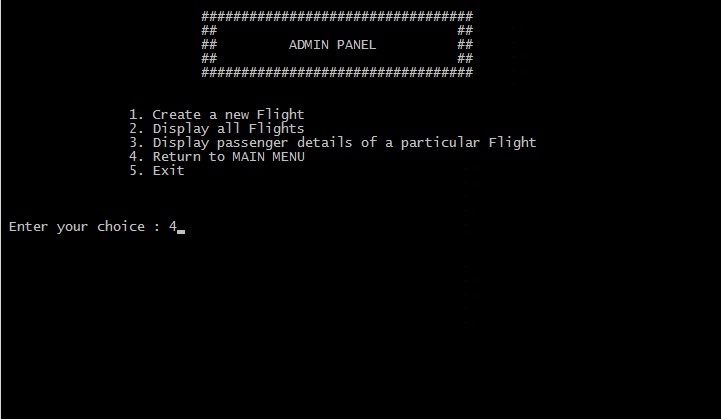 ##################################
## ##
## ADMIN PANEL ##
## ##
##################################
1. Create a new Flight
2. Display all Flights
3. Display passenger details of a particular Flight
4. Return to MAIN MENU
5. Exit
Enter your choice : 4_